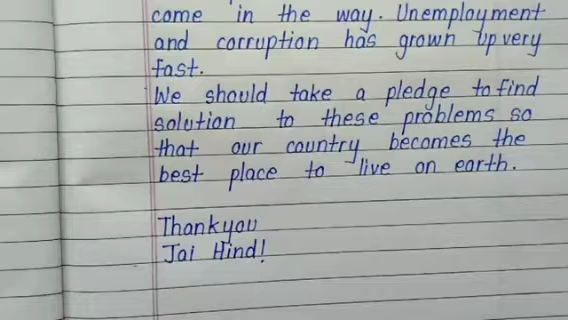 come in the way. Unemployment
and corruption has grown up very
fast.
We should take a pledge to find
solution to these problems so
that our country becomes the
best place to live on earth.
Thankyou
Jai Hind!